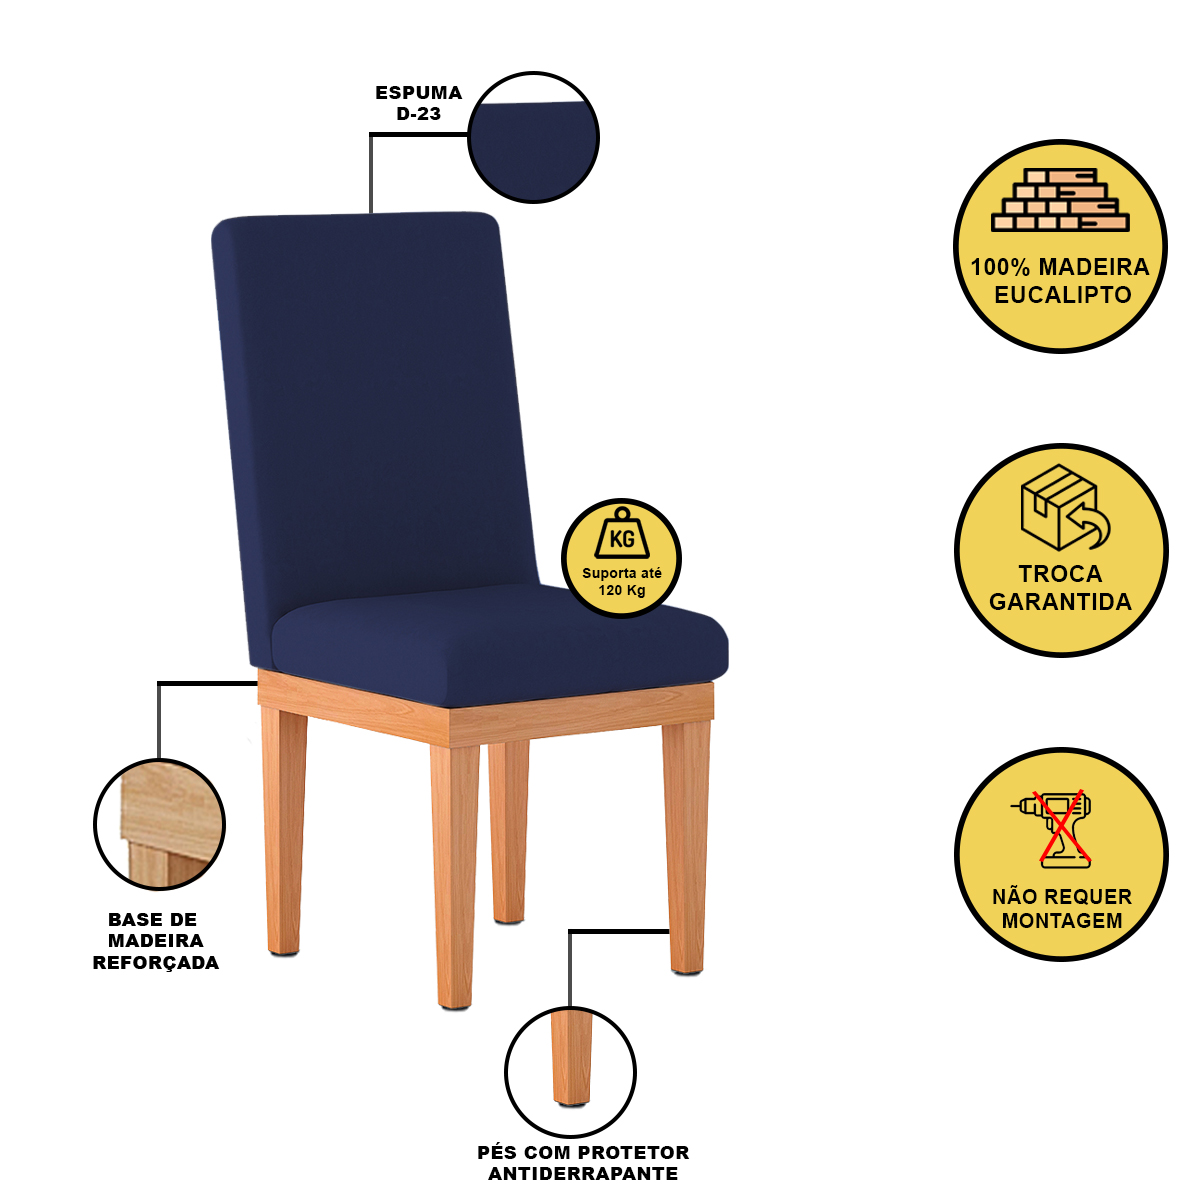 ESPUMA
D-23
100% MADEIRA
EUCALIPTO
KG
Suporta até
120 Kg
TROCA
GARANTIDA
BASE DE
MADEIRA
REFORÇADA
NÃO REQUER
MONTAGEM
PÉS COM PROTETOR
ANTIDERRAPANTE